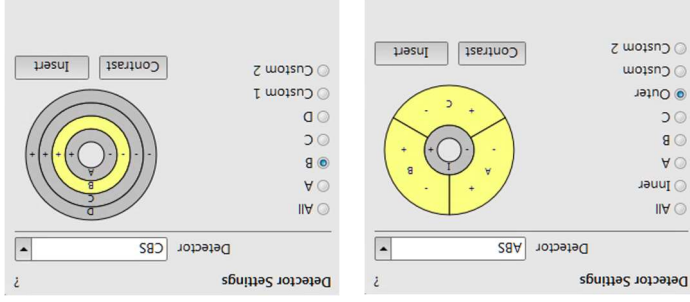 Detector Settings ?
Detector ABS
All
Inner
A
B
C
Outer
Custom
Custom 2
+ -
A I B
- - + +
+ -
C
Contrast Insert
Detector Settings ?
Detector CBS
All
A
B
C
D
Custom 1
Custom 2
D
C
B
A
- - - - + + + +
Contrast Insert